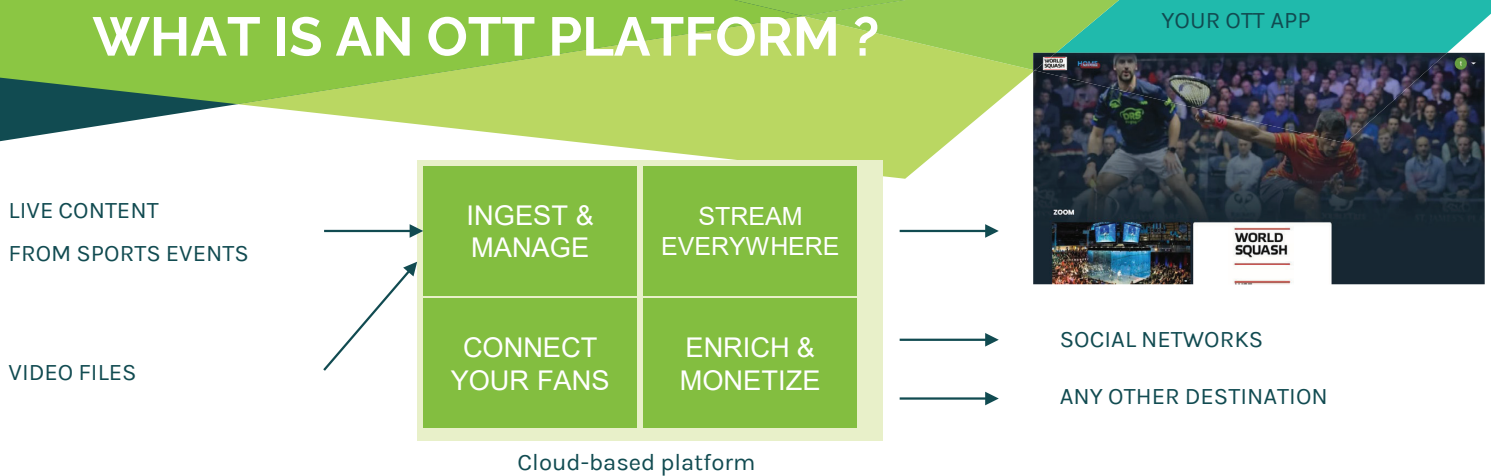 WHAT IS AN OTT PLATFORM ?
YOUR OTT APP
WORLD
SQUASH
HOME
ZOOM
WORLD
SQUASH
LIVE CONTENT
FROM SPORTS EVENTS
VIDEO FILES
INGEST &
MANAGE
STREAM
EVERYWHERE
CONNECT
YOUR FANS
ENRICH &
MONETIZE
Cloud-based platform
SOCIAL NETWORKS
ANY OTHER DESTINATION